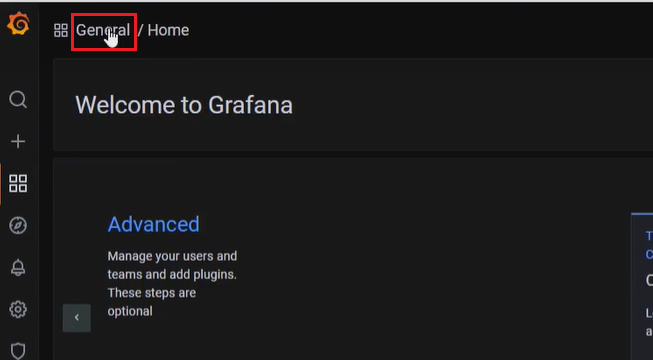 General / Home
Welcome to Grafana
Advanced
Manage your users and
teams and add plugins.
These steps are
optional
T
C
L
a